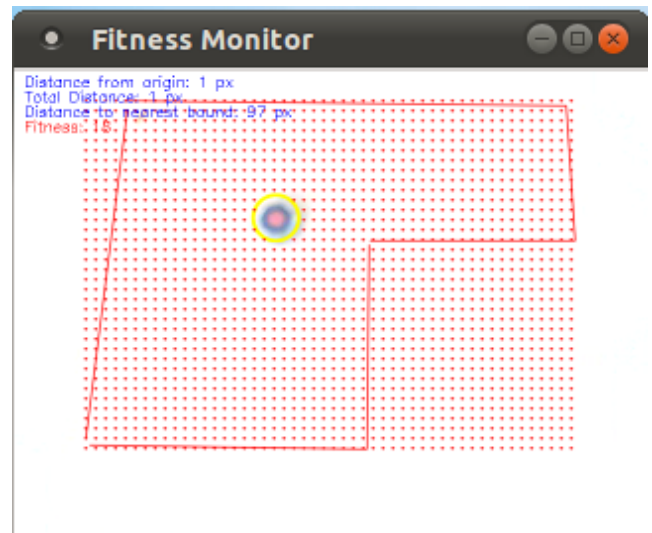 Fitness Monitor
Distance from origin: 1 px
Total Distance: 1 px
Distance to nearest bound: 97 px
Fitness: 18